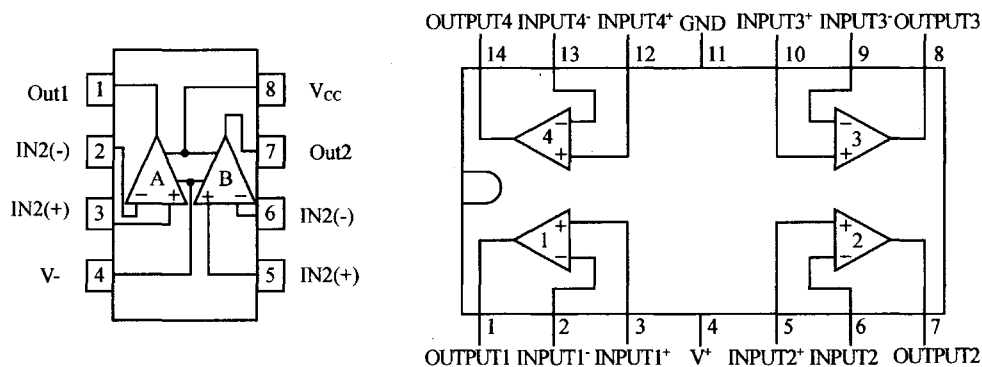 Out1 1 8 VCC
IN2(-) 2 7 Out2
A B
- + + -
IN2(+) 3 6 IN2(-)
V- 4 5 IN2(+)
OUTPUT4 INPUT4- INPUT4+ GND INPUT3+ INPUT3- OUTPUT3
14 13 12 11 10 9 8
- -
4 3
+ +
+ +
1 2
- -
1 2 3 4 5 6 7
OUTPUT1 INPUT1- INPUT1+ V+ INPUT2+ INPUT2 OUTPUT2